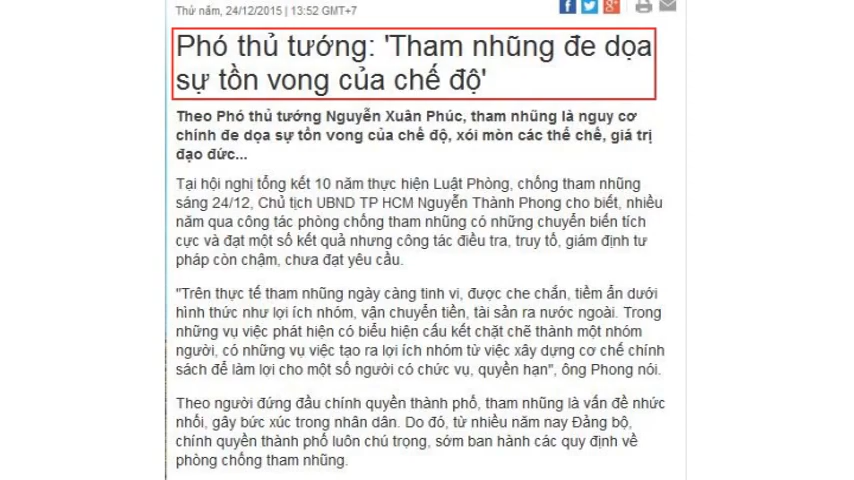 Thứ năm, 24/12/2015 | 13:52 GMT+7
Phó thủ tướng: 'Tham nhũng đe dọa
sự tồn vong của chế độ'
Theo Phó thủ tướng Nguyễn Xuân Phúc, tham nhũng là nguy cơ
chính đe dọa sự tồn vong của chế độ, xói mòn các thể chế, giá trị
đạo đức...
Tại hội nghị tổng kết 10 năm thực hiện Luật Phòng, chống tham nhũng
sáng 24/12, Chủ tịch UBND TP HCM Nguyễn Thành Phong cho biết, nhiều
năm qua công tác phòng chống tham nhũng có những chuyển biến tích
cực và đạt một số kết quả nhưng công tác điều tra, truy tố, giám định tư
pháp còn chậm, chưa đạt yêu cầu.
"Trên thực tế tham nhũng ngày càng tinh vi, được che chắn, tiềm ẩn dưới
hình thức như lợi ích nhóm, vận chuyển tiền, tài sản ra nước ngoài. Trong
những vụ việc phát hiện có biểu hiện cấu kết chặt chẽ thành một nhóm
người, có những vụ việc tạo ra lợi ích nhóm từ việc xây dựng cơ chế chính
sách để làm lợi cho một số người có chức vụ, quyền hạn", ông Phong nói.
Theo người đứng đầu chính quyền thành phố, tham nhũng là vấn đề nhức
nhối, gây bức xúc trong nhân dân. Do đó, từ nhiều năm nay Đảng bộ,
chính quyền thành phố luôn chú trọng, sớm ban hành các quy định về
phòng chống tham nhũng.